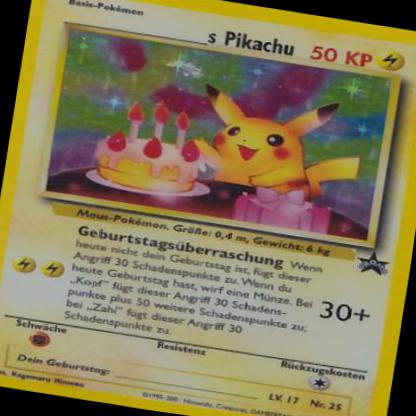 Basis-Pokémon
_______s Pikachu 50 KP
Maus-Pokémon. Größe: 0,4 m, Gewicht: 6 kg
Geburtstagsüberraschung Wenn
heute nicht dein Geburtstag ist, fügt dieser
Angriff 30 Schadenspunkte zu. Wenn du
heute Geburtstag hast, wirf eine Münze. Bei
„Kopf" fügt dieser Angriff 30 Schadens-
punkte plus 50 weitere Schadenspunkte zu;
bei „Zahl" fügt dieser Angriff 30
Schadenspunkte zu.
30+
Schwäche
Resistenz
Rückzugskosten
Dein Geburtstag:
LV. 17 Nr. 25
Nintendo, Creatures,